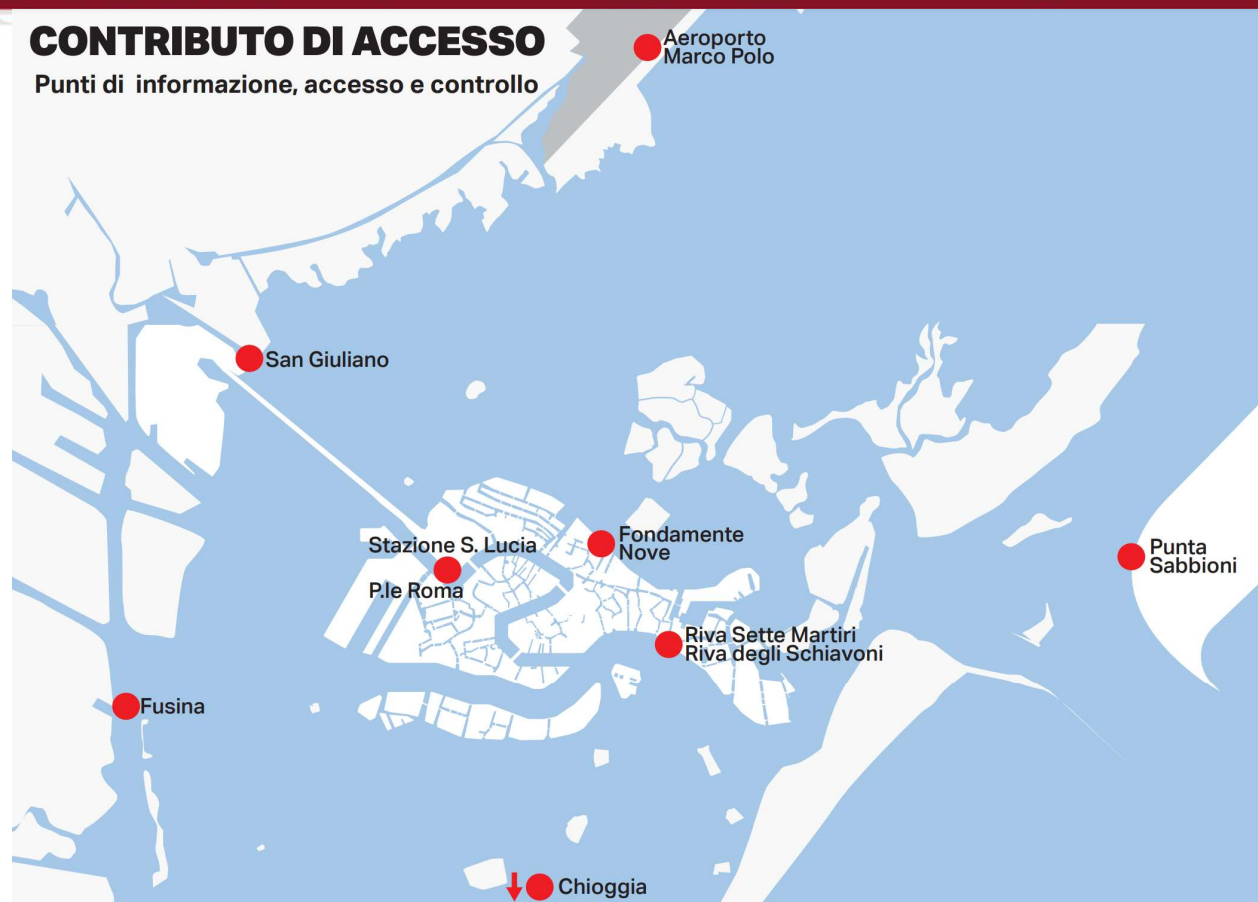 CONTRIBUTO DI ACCESSO
Punti di informazione, accesso e controllo
Aeroporto
Marco Polo
San Giuliano
Stazione S. Lucia
P.le Roma
Fondamente
Nove
Punta
Sabbioni
Riva Sette Martiri
Riva degli Schiavoni
Fusina
Chioggia